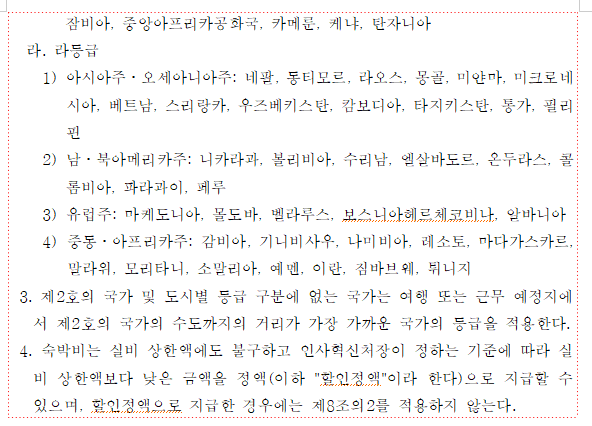 잠비아, 중앙아프리카공화국, 카메룬, 케냐, 탄자니아
라. 라등급
1) 아시아주·오세아니아주: 네팔, 동티모르, 라오스, 몽골, 미얀마, 미크로네
시아, 베트남, 스리랑카, 우즈베키스탄, 캄보디아, 타지키스탄, 통가, 필리
핀
2) 남·북아메리카주: 니카라과, 볼리비아, 수리남, 엘살바도르, 온두라스, 콜
롬비아, 파라과이, 페루
3) 유럽주: 마케도니아, 몰도바, 벨라루스, 보스니아헤르체코비나, 알바니아
4) 중동·아프리카주: 감비아, 기니비사우, 나미비아, 레소토, 마다가스카르,
말라위, 모리타니, 소말리아, 예멘, 이란, 짐바브웨, 튀니지
3. 제2호의 국가 및 도시별 등급 구분에 없는 국가는 여행 또는 근무 예정지에
서 제2호의 국가의 수도까지의 거리가 가장 가까운 국가의 등급을 적용한다.
4. 숙박비는 실비 상한액에도 불구하고 인사혁신처장이 정하는 기준에 따라 실
비 상한액보다 낮은 금액을 정액(이하 "할인정액"이라 한다)으로 지급할 수
있으며, 할인정액으로 지급한 경우에는 제8조의2를 적용하지 않는다.